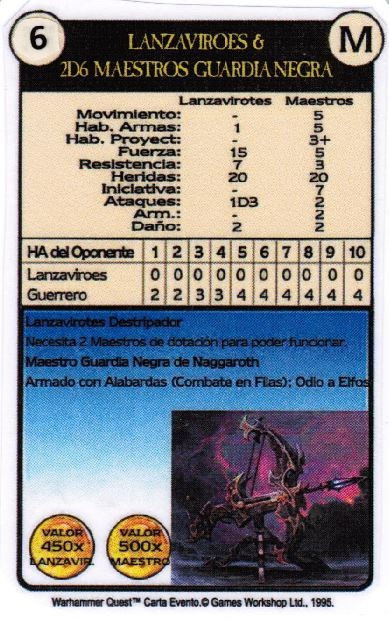 6
LANZAVIROES &
2D6 MAESTROS GUARDIA NEGRA
M
Lanzavirotes Maestros
Movimiento: - 5
Hab. Armas: 1 5
Hab. Proyect: - 3+
Fuerza: 15 5
Resistencia: 7 3
Heridas: 20 20
Iniciativa: - 7
Ataques: 1D3 2
Arm.: - 2
Daño: 2 2
HA del Oponente 1 2 3 4 5 6 7 8 9 10
Lanzaviroes 0 0 0 0 0 0 0 0 0 0
Guerrero 2 2 3 3 4 4 4 4 4 4
Lanzavirotes Destripador
Necesita 2 Maestros de dotación para poder funcionar.
Maestro Guardia Negra de Naggaroth
Armado con Alabardas (Combate en Filas); Odio a Elfos
VALOR
450x
LANZAVIR.
VALOR
500x
MAESTRO
Warhammer Quest™ Carta Evento.© Games Workshop Ltd., 1995.